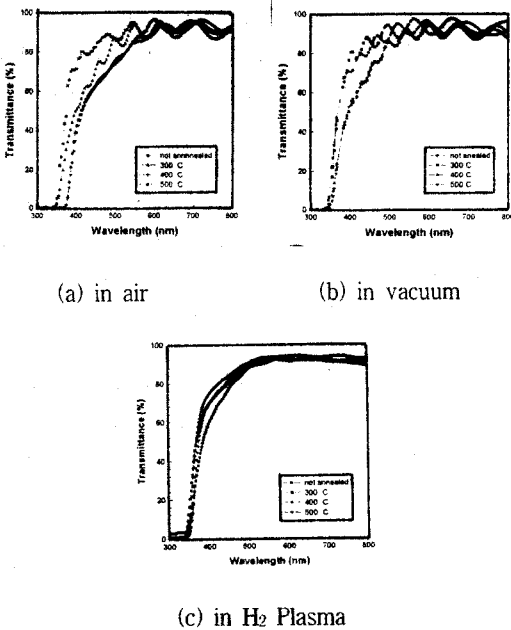 100
80
60
40
20
0
300 400 500 600 700 800
Transmittance (%)
Wavelength (nm)
not annnealed
300 C
400 C
500 C
(a) in air
100
80
60
40
20
0
300 400 500 600 700 800
Transmittance (%)
Wavelength (nm)
not anealed
300 C
400 C
500 C
(b) in vacuum
100
80
60
40
20
0
300 400 500 600 700 800
Transmittance (%)
Wavelength (nm)
not annealed
300 C
400 C
500 C
(c) in H₂ Plasma